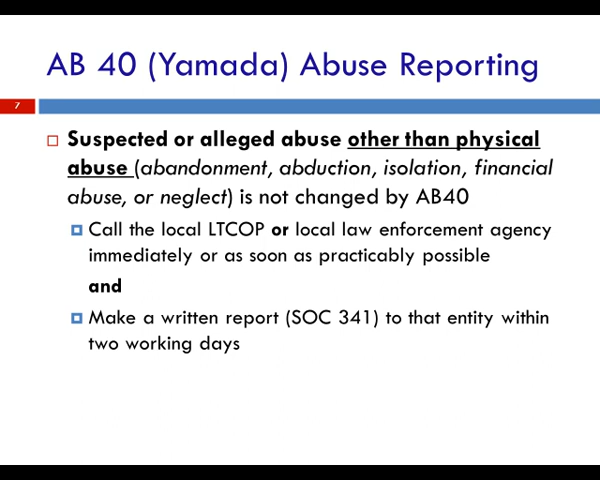 AB 40 (Yamada) Abuse Reporting
7
Suspected or alleged abuse other than physical
abuse (abandonment, abduction, isolation, financial
abuse, or neglect) is not changed by AB40
Call the local LTCOP or local law enforcement agency
immediately or as soon as practicably possible
and
Make a written report (SOC 341) to that entity within
two working days